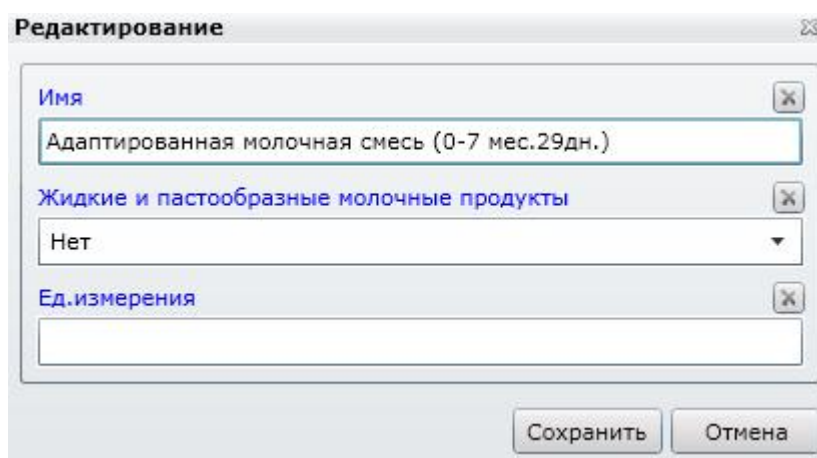 Редактирование
Имя
Адаптированная молочная смесь (0-7 мес.29дн.)
Жидкие и пастообразные молочные продукты
Нет
Ед.измерения
Сохранить
Отмена